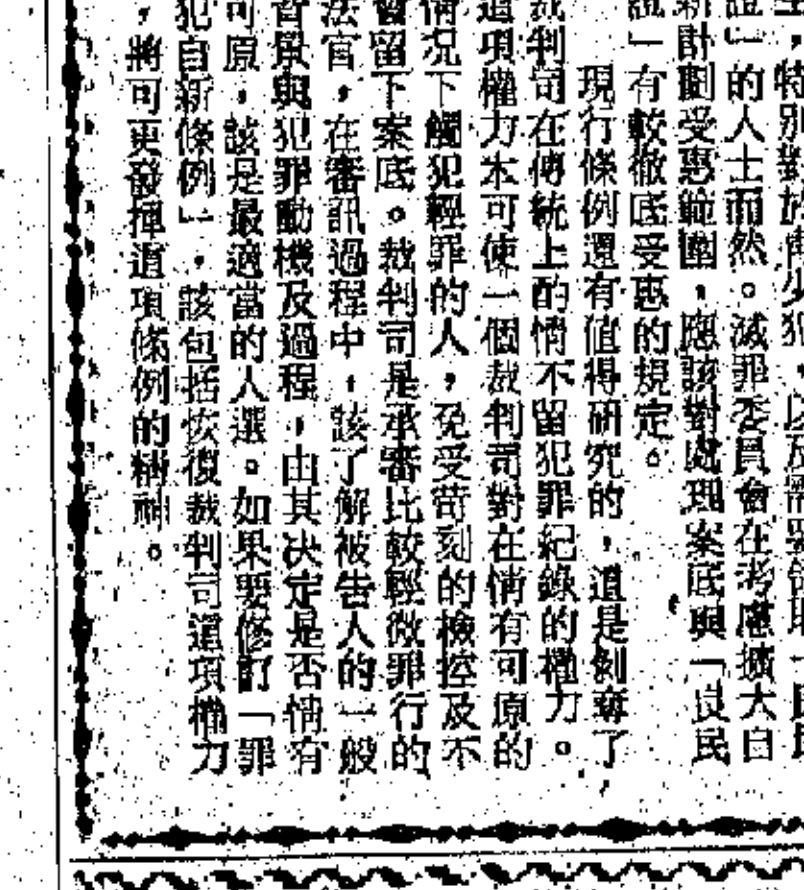 生，特別對於青少犯，以及需要領取「良民
證」的人士而然。滅罪委員會在考慮擴大自
新計劃受惠範圍，應該對處理案底與「良民
證」有較徹底受惠的規定。
現行條例還有值得研究的，這是剝奪了
裁判司在傳統上酌情不留犯罪紀錄的權力。
這項權力本可使一個裁判司對在情有可原的
情況下觸犯輕罪的人，免受苛刻的檢控及不
會留下案底。裁判司是承審比較輕微罪行的
法官，在審訊過程中，該了解被告人的一般
背景與犯罪動機及過程，由其決定是否情有
可原，該是最適當的人選。如果要修訂「罪
犯自新條例」，該包括恢復裁判司這項權力
，將可更發揮這項條例的精神。